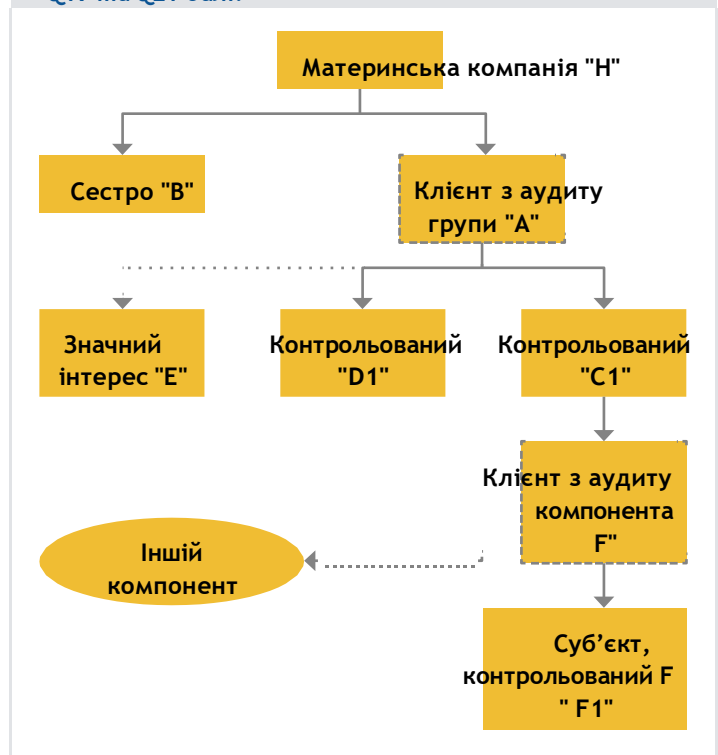 Материнська компанія "H"
Сестро "B"
Клієнт з аудиту
групи "A"
Значний
інтерес "E"
Контрольований
"D1"
Контрольований
"C1"
Клієнт з аудиту
компонента
F"
Іншій
компонент
Суб’єкт,
контрольований F
" F1"